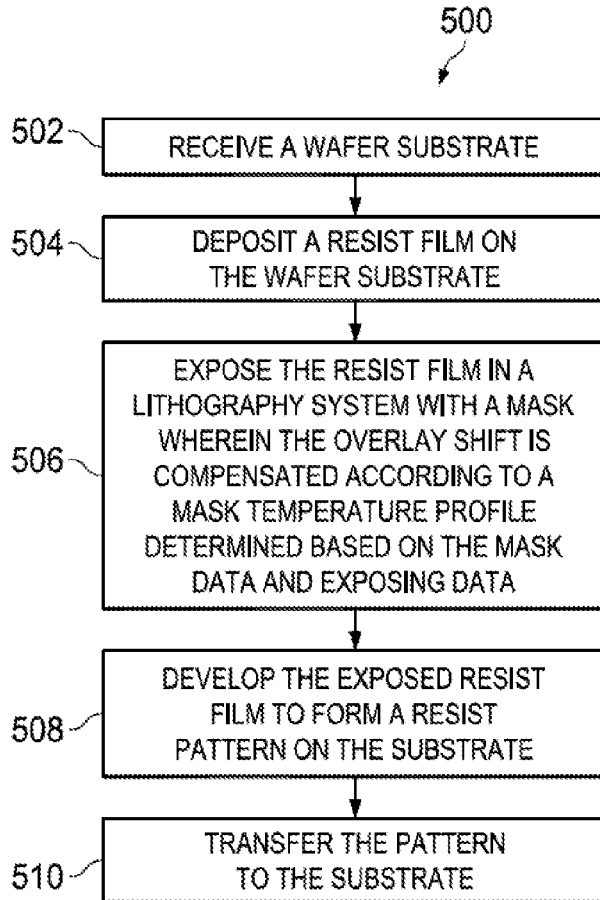 500
502
RECEIVE A WAFER SUBSTRATE
504
DEPOSIT A RESIST FILM ON
THE WAFER SUBSTRATE
506
EXPOSE THE RESIST FILM IN A
LITHOGRAPHY SYSTEM WITH A MASK
WHEREIN THE OVERLAY SHIFT IS
COMPENSATED ACCORDING TO A
MASK TEMPERATURE PROFILE
DETERMINED BASED ON THE MASK
DATA AND EXPOSING DATA
508
DEVELOP THE EXPOSED RESIST
FILM TO FORM A RESIST
PATTERN ON THE SUBSTRATE
510
TRANSFER THE PATTERN
TO THE SUBSTRATE